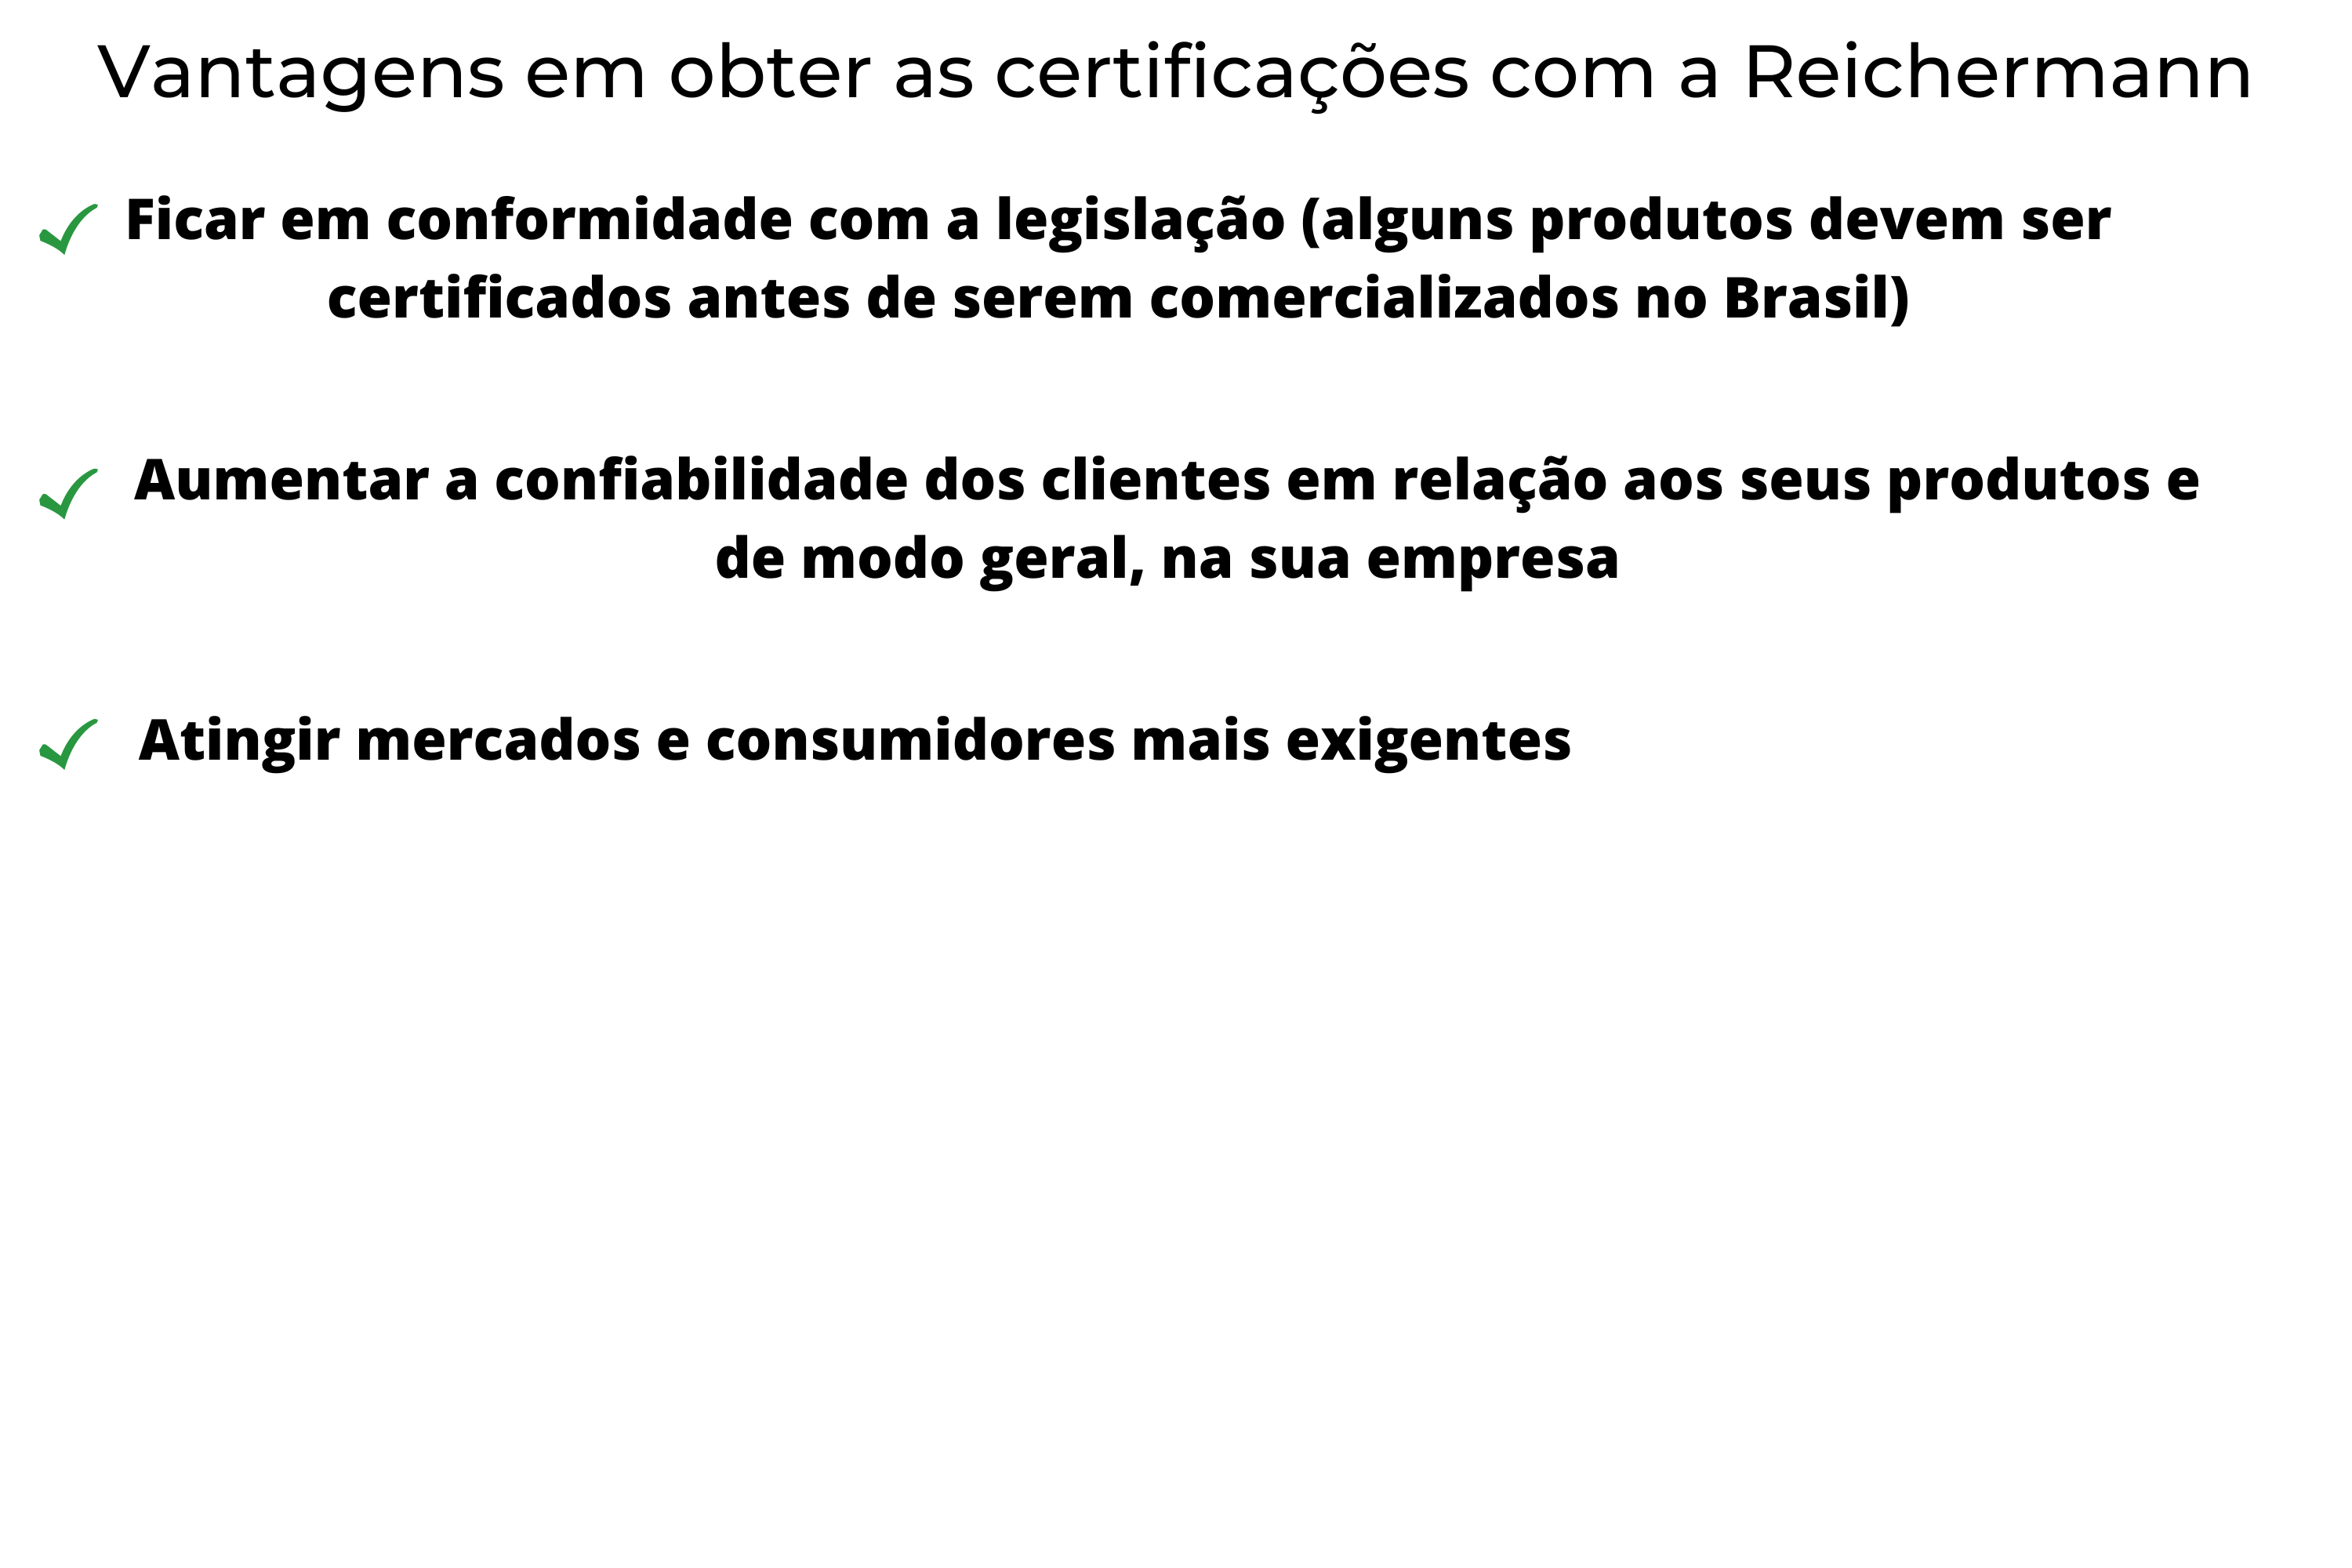 Vantagens em obter as certificações com a Reichermann
Ficar em conformidade com a legislação (alguns produtos devem ser
certificados antes de serem comercializados no Brasil)
Aumentar a confiabilidade dos clientes em relação aos seus produtos e
de modo geral, na sua empresa
Atingir mercados e consumidores mais exigentes